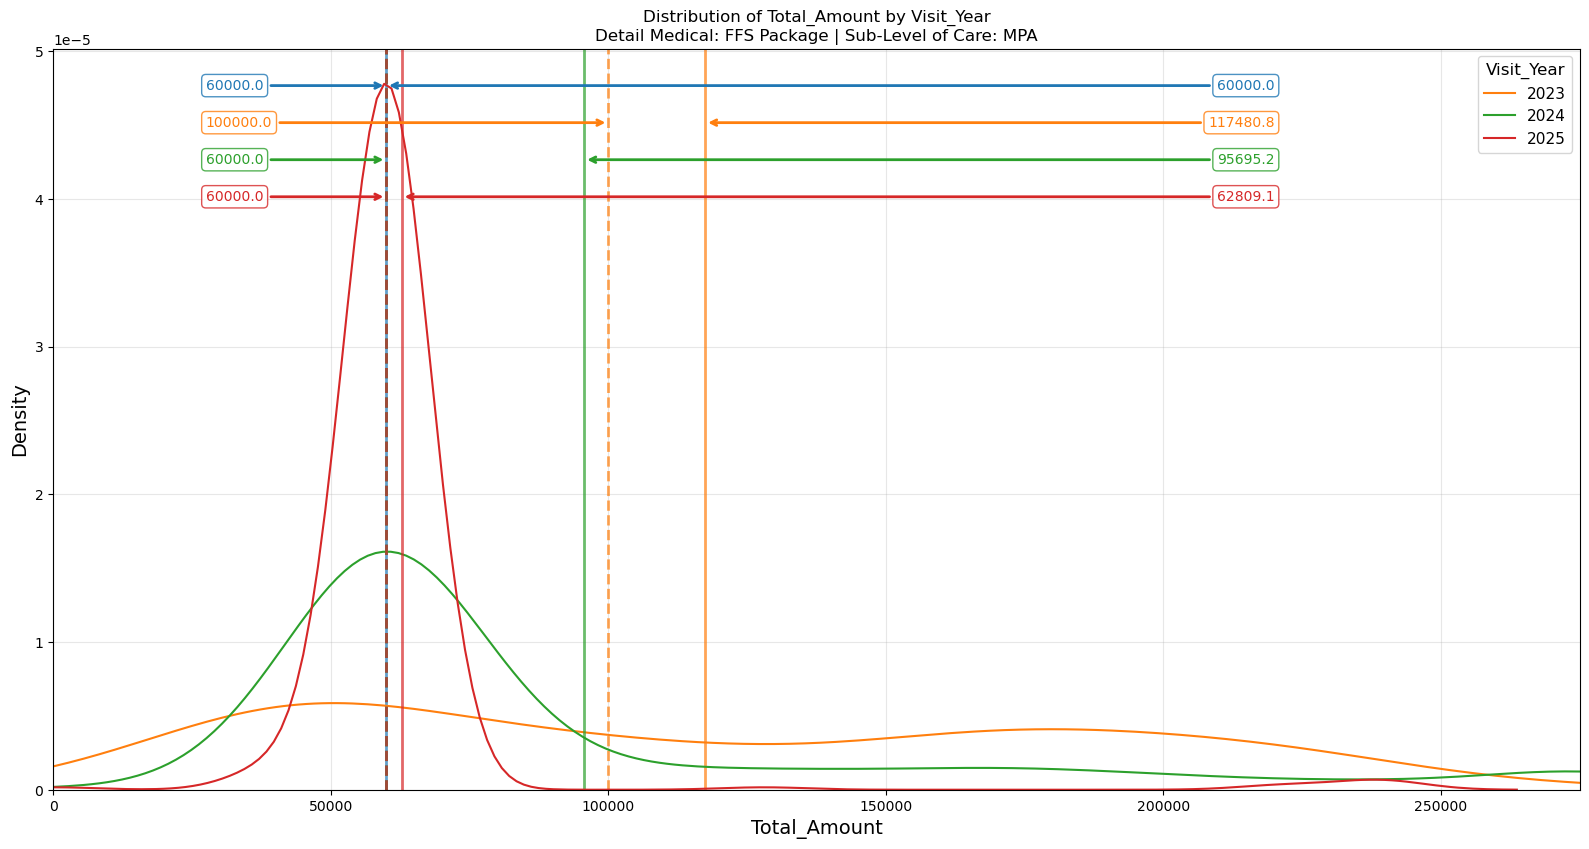 Distribution of Total_Amount by Visit_Year
Detail Medical: FFS Package | Sub-Level of Care: MPA
1e−5
5
4
3
2
1
0
Density
60000.0 60000.0
100000.0 117480.8
60000.0 95695.2
60000.0 62809.1
Visit_Year
2023
2024
2025
0 50000 100000 150000 200000 250000
Total_Amount